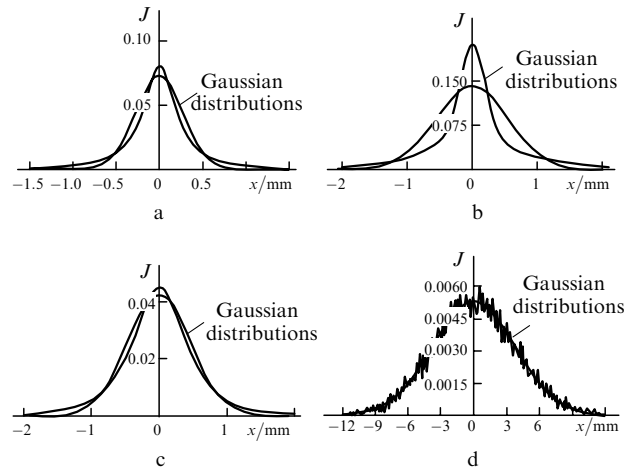 J
0.10
0.05
Gaussian
distributions
−1.5 −1.0 −0.5 0 0.5 x/mm
a
J
0.150
0.075
Gaussian
distributions
−2 −1 0 1 x/mm
b
J
0.04
0.02
Gaussian
distributions
−2 −1 0 1 x/mm
c
J
0.0060
0.0045
0.0030
0.0015
Gaussian
distributions
−12 −9 −6 −3 0 3 6 x/mm
d